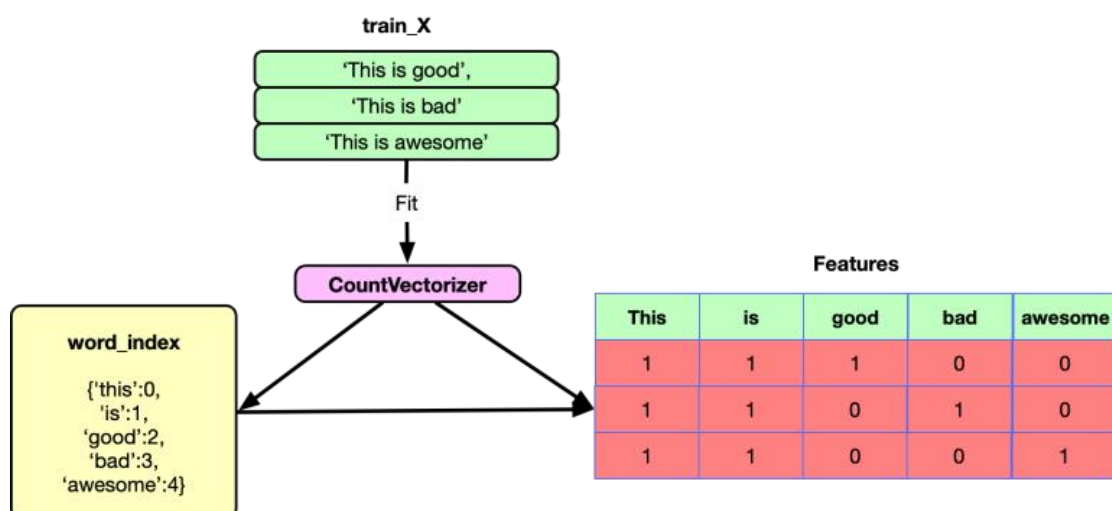 train_X
‘This is good’,
‘This is bad’
‘This is awesome’
Fit
CountVectorizer
word_index
{'this':0,
'is':1,
‘good’:2,
‘bad’:3,
‘awesome’:4}
Features
This is good bad awesome
1 1 1 0 0
1 1 0 1 0
1 1 0 0 1